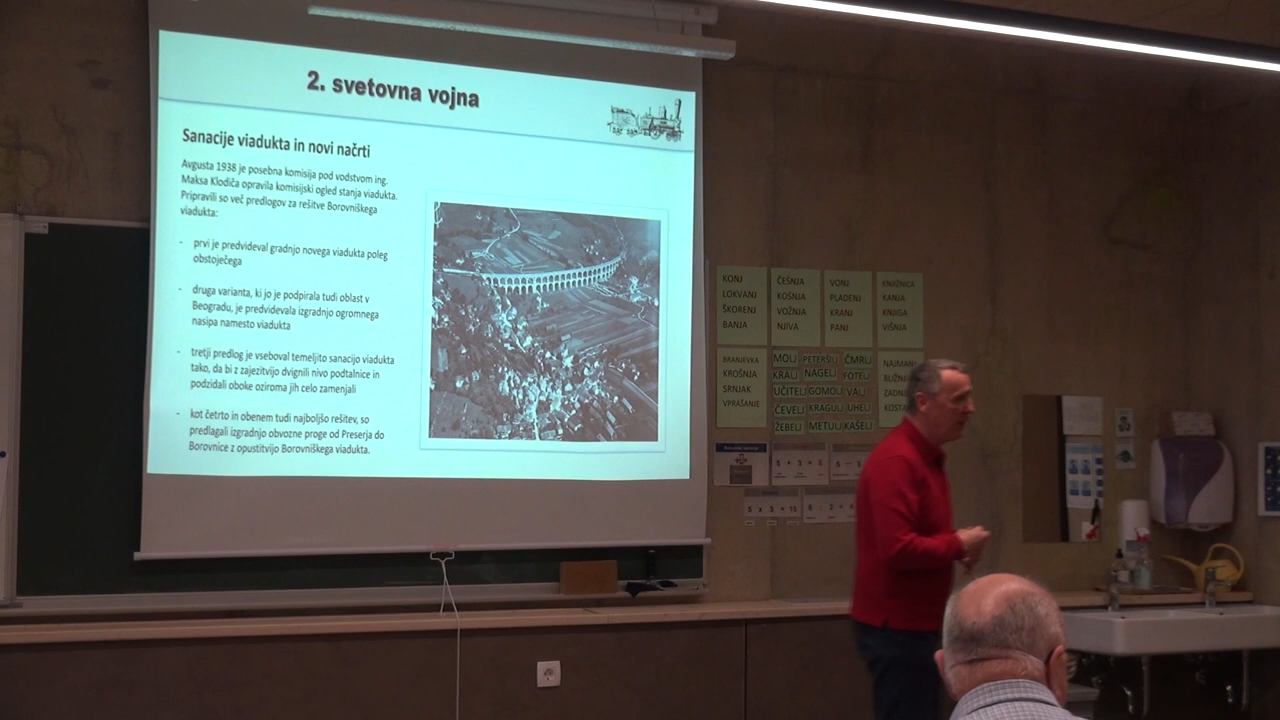 2. svetovna vojna
Sanacije viadukta in novi načrti
Avgusta 1938 je posebna komisija pod vodstvom ing.
Maksa Klodiča opravila komisijski ogled stanja viadukta.
Pripravili so več predlogov za rešitve Borovniškega
viadukta:
- prvi je predvideval gradnjo novega viadukta poleg
obstoječega
- druga varianta, ki jo je podpirala tudi oblast v
Beogradu, je predvidevala izgradnjo ogromnega
nasipa namesto viadukta
- tretji predlog je vseboval temeljito sanacijo viadukta
tako, da bi z zajezitvijo dvignili nivo podtalnice in
podzidali oboke oziroma jih celo zamenjali
- kot četrto in obenem tudi najboljšo rešitev, so
predlagali izgradnjo obvozne proge od Preserja do
Borovnice z opustitvijo Borovniškega viadukta.
KONJ
LOKVANJ
ŠKORENJ
BANJA
ČEŠNJA
KOŠNJA
VOŽNJA
NJIVA
VONJ
PLADENJ
KRANJ
PANJ
KNJIŽNICA
KANJA
KNJIGA
VIŠNJA
BRANJEVKA
KROŠNJA
SRNJAK
VPRAŠANJE
MOLJ PETERŠILJ ČMRLJ
KRALJ NAGELJ FOTELJ
UČITELJ GOMOLJ VALJ
ČEVELJ KRAGULJ UHELJ
ŽEBELJ METULJ KAŠELJ
NAJMANJ
5 x 3 = 15